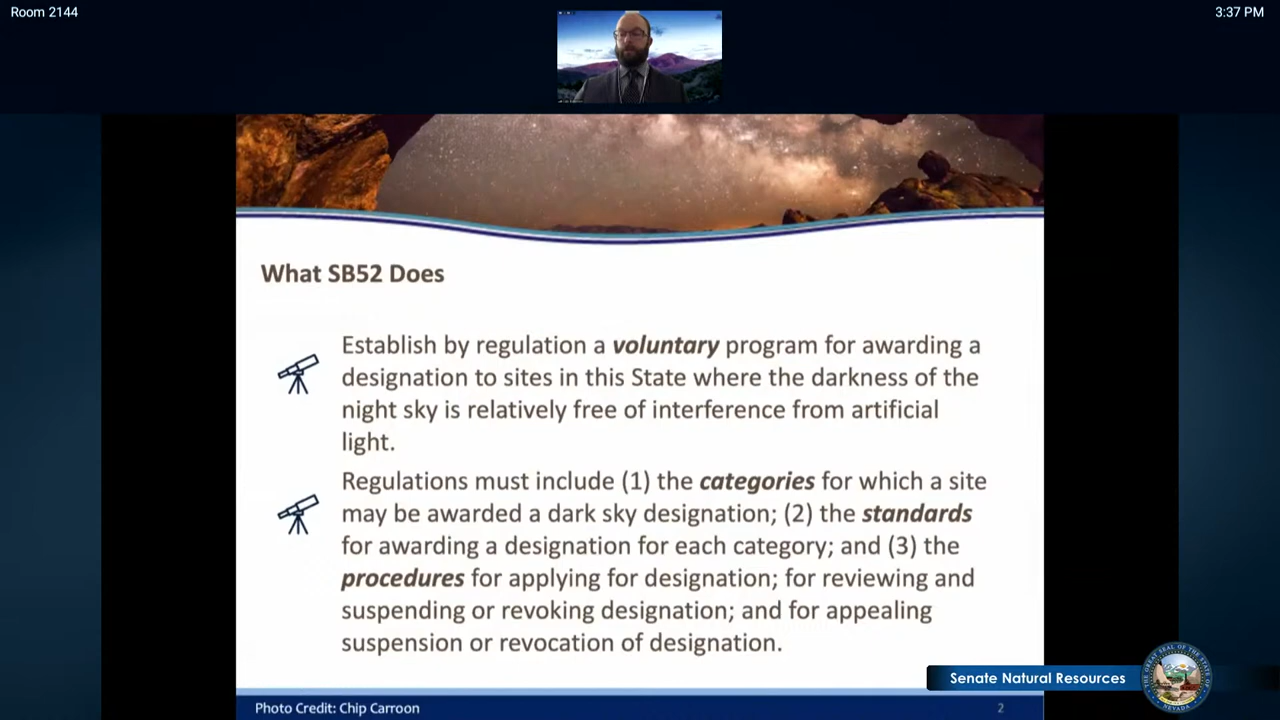 Room 2144
3:37 PM
What SB52 Does
Establish by regulation a voluntary program for awarding a
designation to sites in this State where the darkness of the
night sky is relatively free of interference from artificial
light.
Regulations must include (1) the categories for which a site
may be awarded a dark sky designation; (2) the standards
for awarding a designation for each category; and (3) the
procedures for applying for designation; for reviewing and
suspending or revoking designation; and for appealing
suspension or revocation of designation.
Senate Natural Resources
Photo Credit: Chip Carroon
2